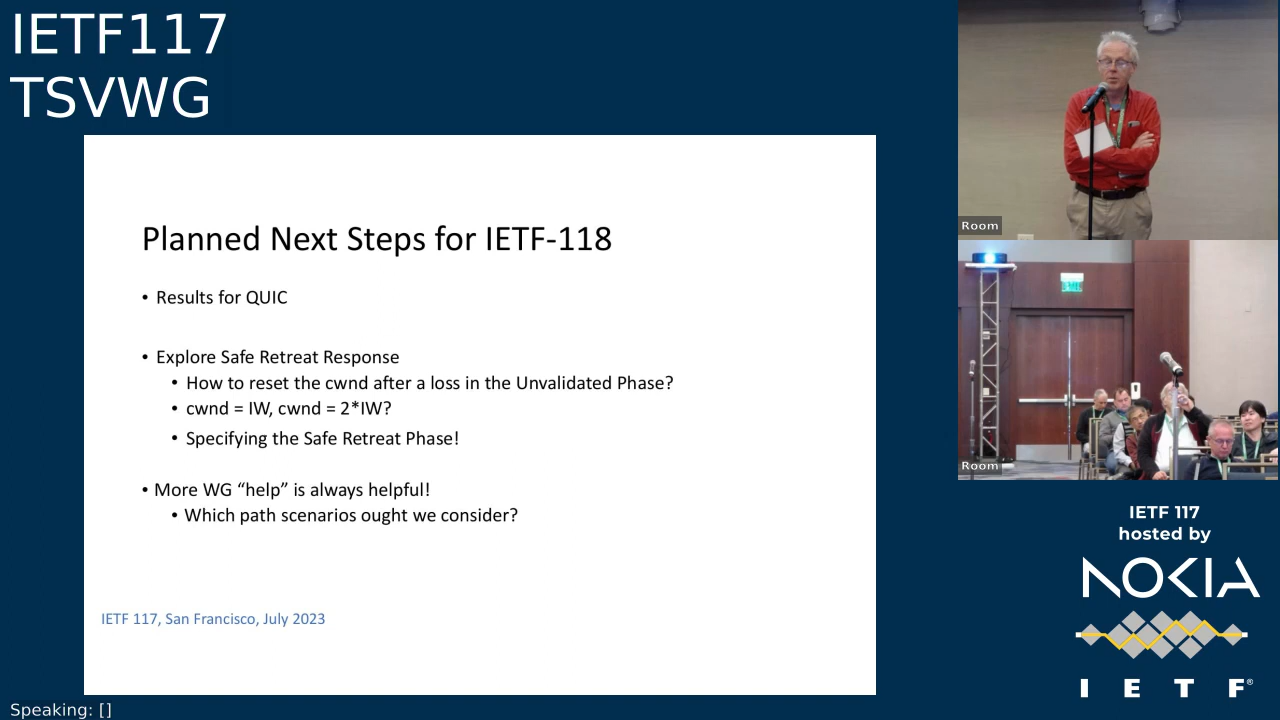 IETF117
TSVWG
Planned Next Steps for IETF-118
• Results for QUIC
• Explore Safe Retreat Response
• How to reset the cwnd after a loss in the Unvalidated Phase?
• cwnd = IW, cwnd = 2*IW?
• Specifying the Safe Retreat Phase!
• More WG “help” is always helpful!
• Which path scenarios ought we consider?
IETF 117, San Francisco, July 2023
Room
Room
IETF 117
hosted by
NOKIA
I E T F®
Speaking: []